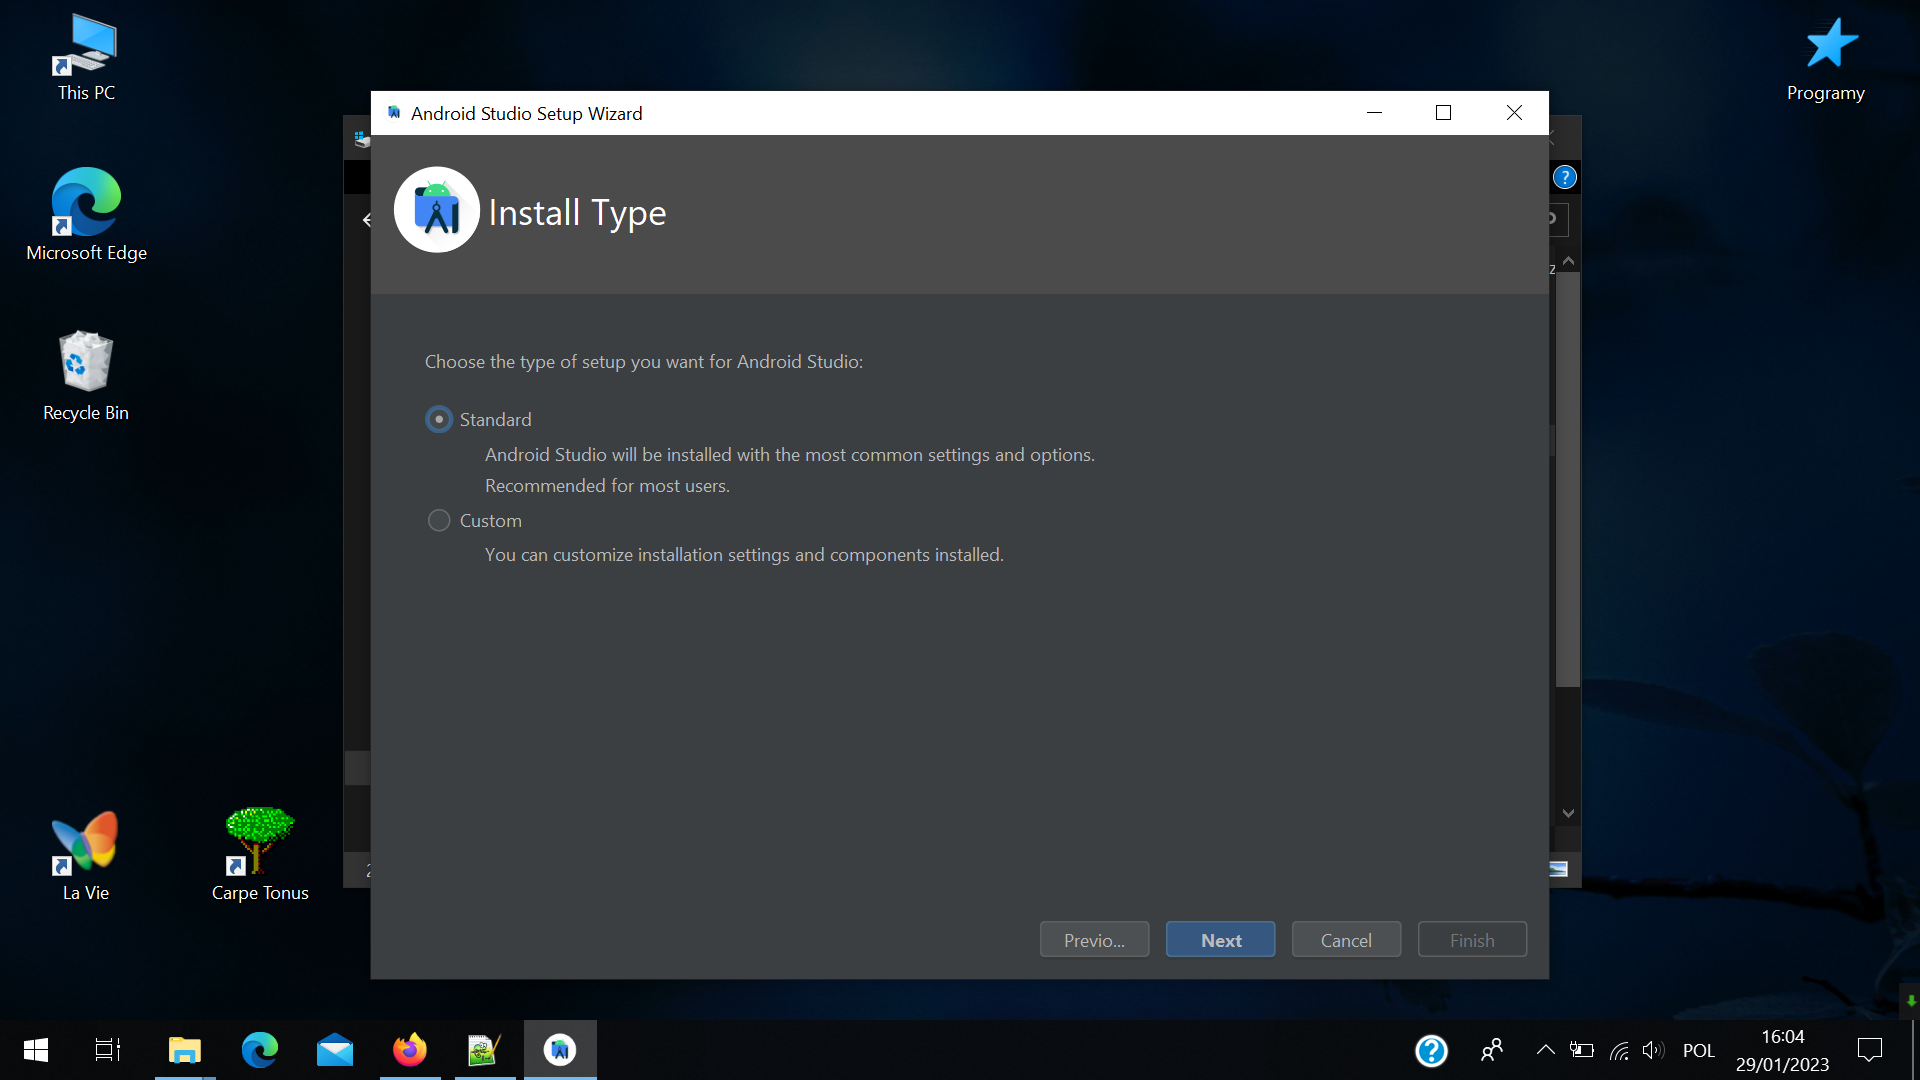 This PC
Programy
Android Studio Setup Wizard
Microsoft Edge
Install Type
Recycle Bin
Choose the type of setup you want for Android Studio:
Standard
Android Studio will be installed with the most common settings and options.
Recommended for most users.
Custom
You can customize installation settings and components installed.
La Vie
Carpe Tonus
Previo...
Next
Cancel
Finish
POL
16:04
29/01/2023